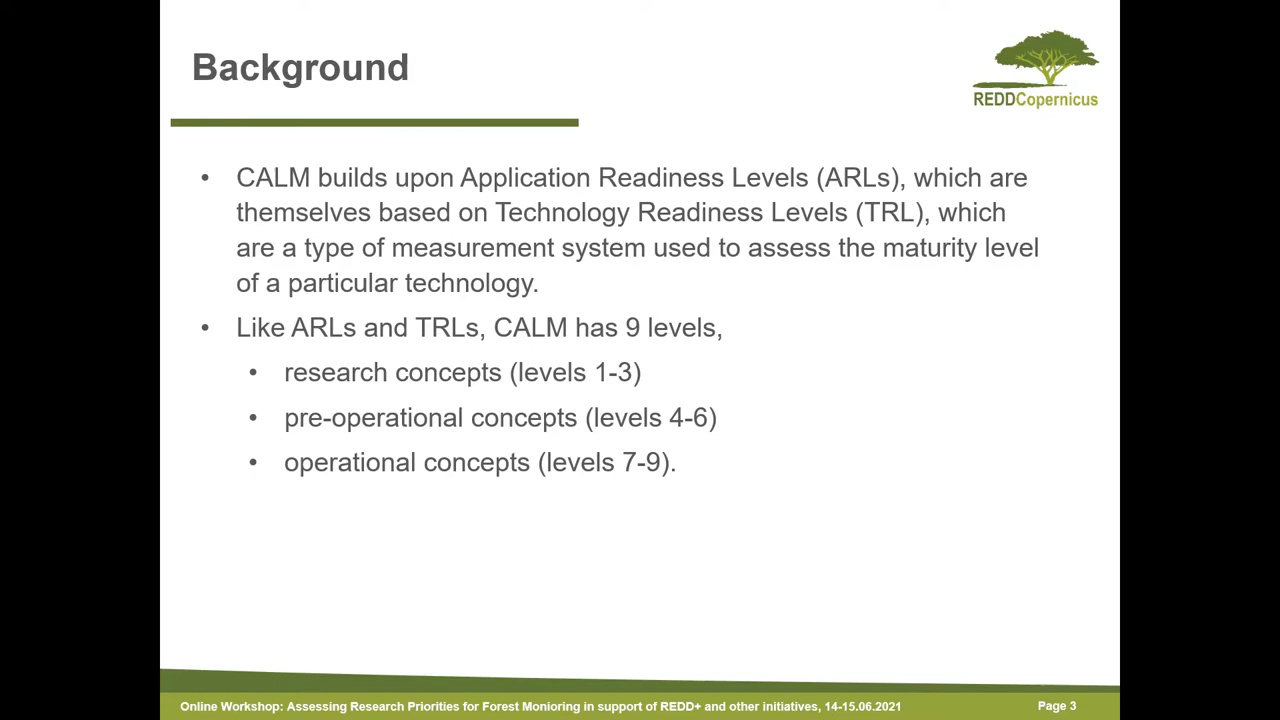 Background
REDDCopernicus
• CALM builds upon Application Readiness Levels (ARLs), which are
themselves based on Technology Readiness Levels (TRL), which
are a type of measurement system used to assess the maturity level
of a particular technology.
• Like ARLs and TRLs, CALM has 9 levels,
• research concepts (levels 1-3)
• pre-operational concepts (levels 4-6)
• operational concepts (levels 7-9).
Online Workshop: Assessing Research Priorities for Forest Monioring in support of REDD+ and other initiatives, 14-15.06.2021
Page 3